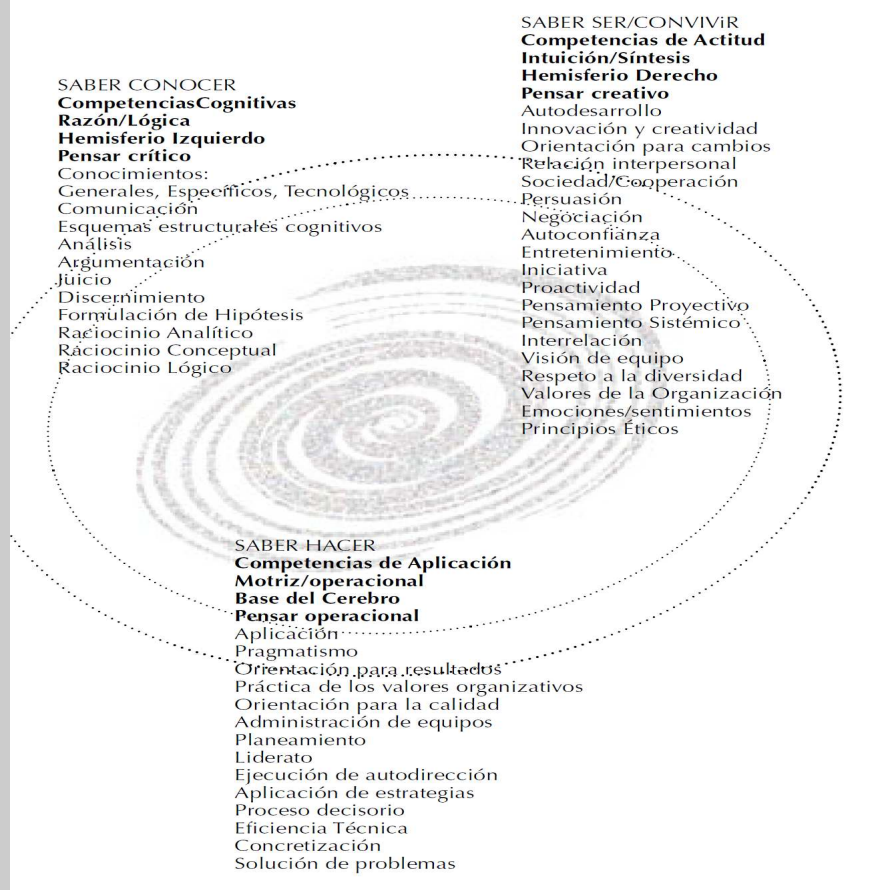 SABER CONOCER
CompetenciasCognitivas
Razón/Lógica
Hemisferio Izquierdo
Pensar crítico
Conocimientos:
Generales, Específicos, Tecnológicos
Comunicación
Esquemas estructurales cognitivos
Análisis
Argumentación
Juicio
Discernimiento
Formulación de Hipótesis
Raciocinio Analítico
Raciocinio Conceptual
Raciocinio Lógico
SABER SER/CONVIViR
Competencias de Actitud
Intuición/Síntesis
Hemisferio Derecho
Pensar creativo
Autodesarrollo
Innovación y creatividad
Orientación para cambios
Relación interpersonal
Sociedad/Cooperación
Persuasión
Negociación
Autoconfianza
Entretenimiento
Iniciativa
Proactividad
Pensamiento Proyectivo
Pensamiento Sistémico
Interrelación
Visión de equipo
Respeto a la diversidad
Valores de la Organización
Emociones/sentimientos
Principios Éticos
SABER HACER
Competencias de Aplicación
Motriz/operacional
Base del Cerebro
Pensar operacional
Aplicación
Pragmatismo
Orientación para resultados
Práctica de los valores organizativos
Orientación para la calidad
Administración de equipos
Planeamiento
Liderato
Ejecución de autodirección
Aplicación de estrategias
Proceso decisorio
Eficiencia Técnica
Concretización
Solución de problemas